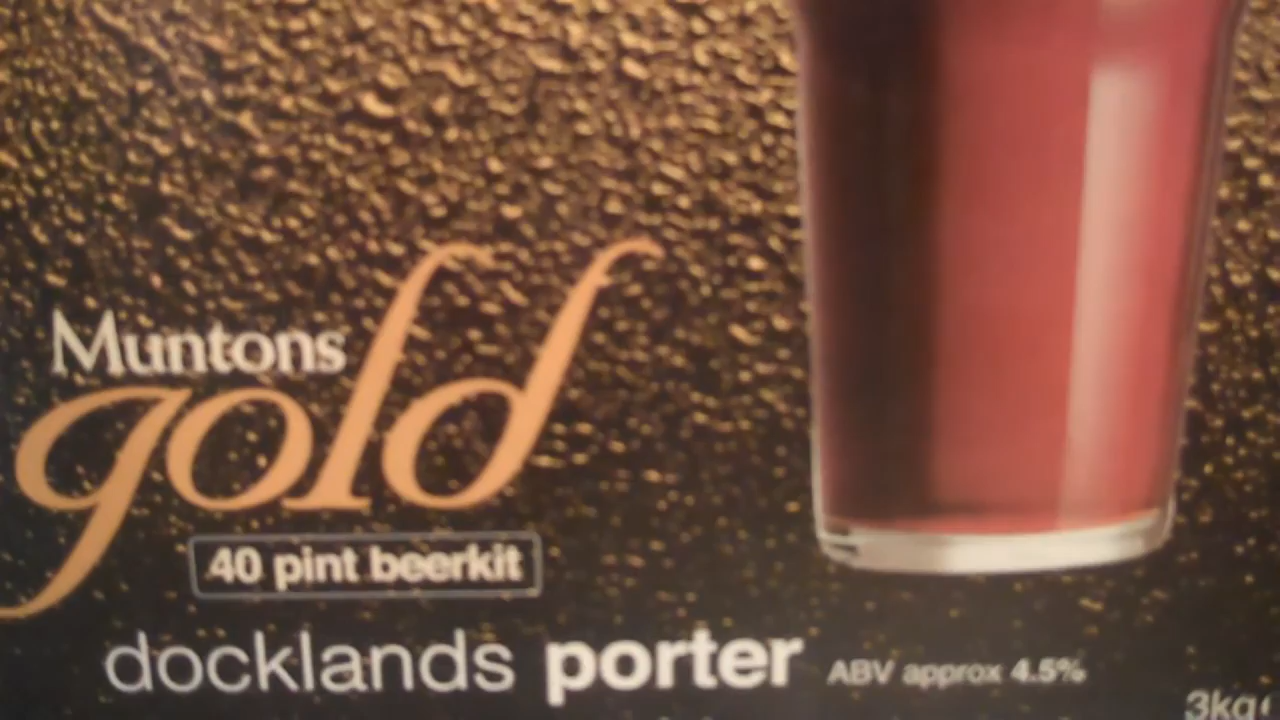 Muntons
gold
40 pint beerkit
docklands porter ABV approx 4.5%
3kg